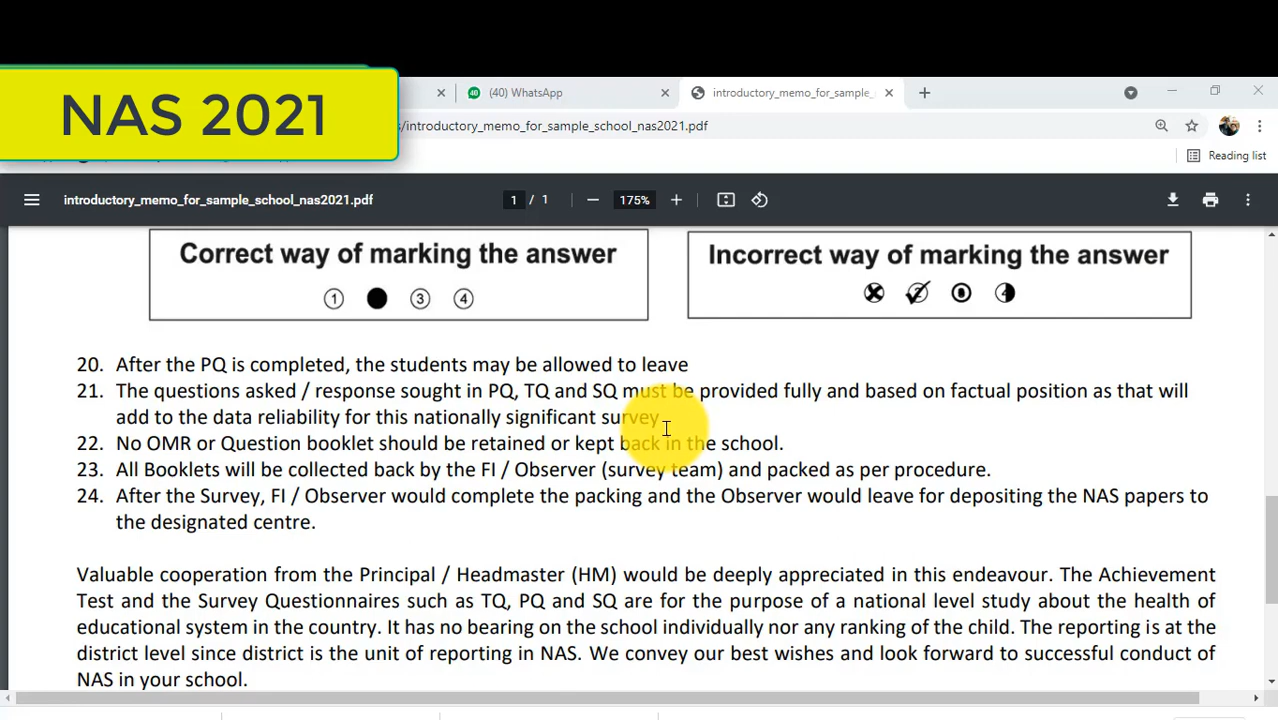 NAS 2021
(40) WhatsApp
introductory_memo_for_sample_
/introductory_memo_for_sample_school_nas2021.pdf
Reading list
introductory_memo_for_sample_school_nas2021.pdf
1 / 1
175%
Correct way of marking the answer
1 3 4
Incorrect way of marking the answer
20. After the PQ is completed, the students may be allowed to leave
21. The questions asked / response sought in PQ, TQ and SQ must be provided fully and based on factual position as that will
add to the data reliability for this nationally significant survey
22. No OMR or Question booklet should be retained or kept back in the school.
23. All Booklets will be collected back by the FI / Observer (survey team) and packed as per procedure.
24. After the Survey, FI / Observer would complete the packing and the Observer would leave for depositing the NAS papers to
the designated centre.
Valuable cooperation from the Principal / Headmaster (HM) would be deeply appreciated in this endeavour. The Achievement
Test and the Survey Questionnaires such as TQ, PQ and SQ are for the purpose of a national level study about the health of
educational system in the country. It has no bearing on the school individually nor any ranking of the child. The reporting is at the
district level since district is the unit of reporting in NAS. We convey our best wishes and look forward to successful conduct of
NAS in your school.